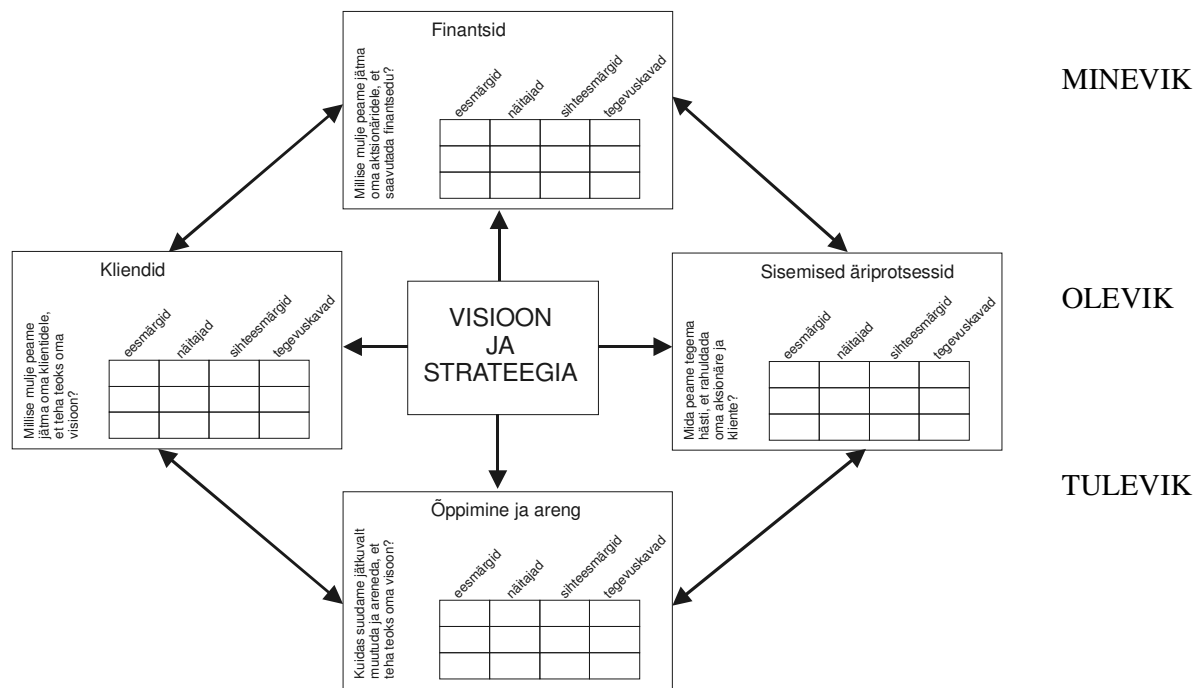 Finantsid
Millise mulje peame jätma
oma aktsionäridele, et
saavutada finantsedu?
eesmärgid
näitajad
sihteesmärgid
tegevuskavad
MINEVIK
Kliendid
Millise mulje peame
jätma oma klientidele,
et teha teoks oma
visioon?
eesmärgid
näitajad
sihteesmärgid
tegevuskavad
VISIOON
JA
STRATEEGIA
Sisemised äriprotsessid
Mida peame tegema
hästi, et rahuldada
oma aksionäre ja
kliente?
eesmärgid
näitajad
sihteesmärgid
tegevuskavad
OLEVIK
Õppimine ja areng
Kuidas suudame jätkuvalt
muutuda ja areneda, et
teha teoks oma visoon?
eesmärgid
näitajad
sihteesmärgid
tegevuskavad
TULEVIK